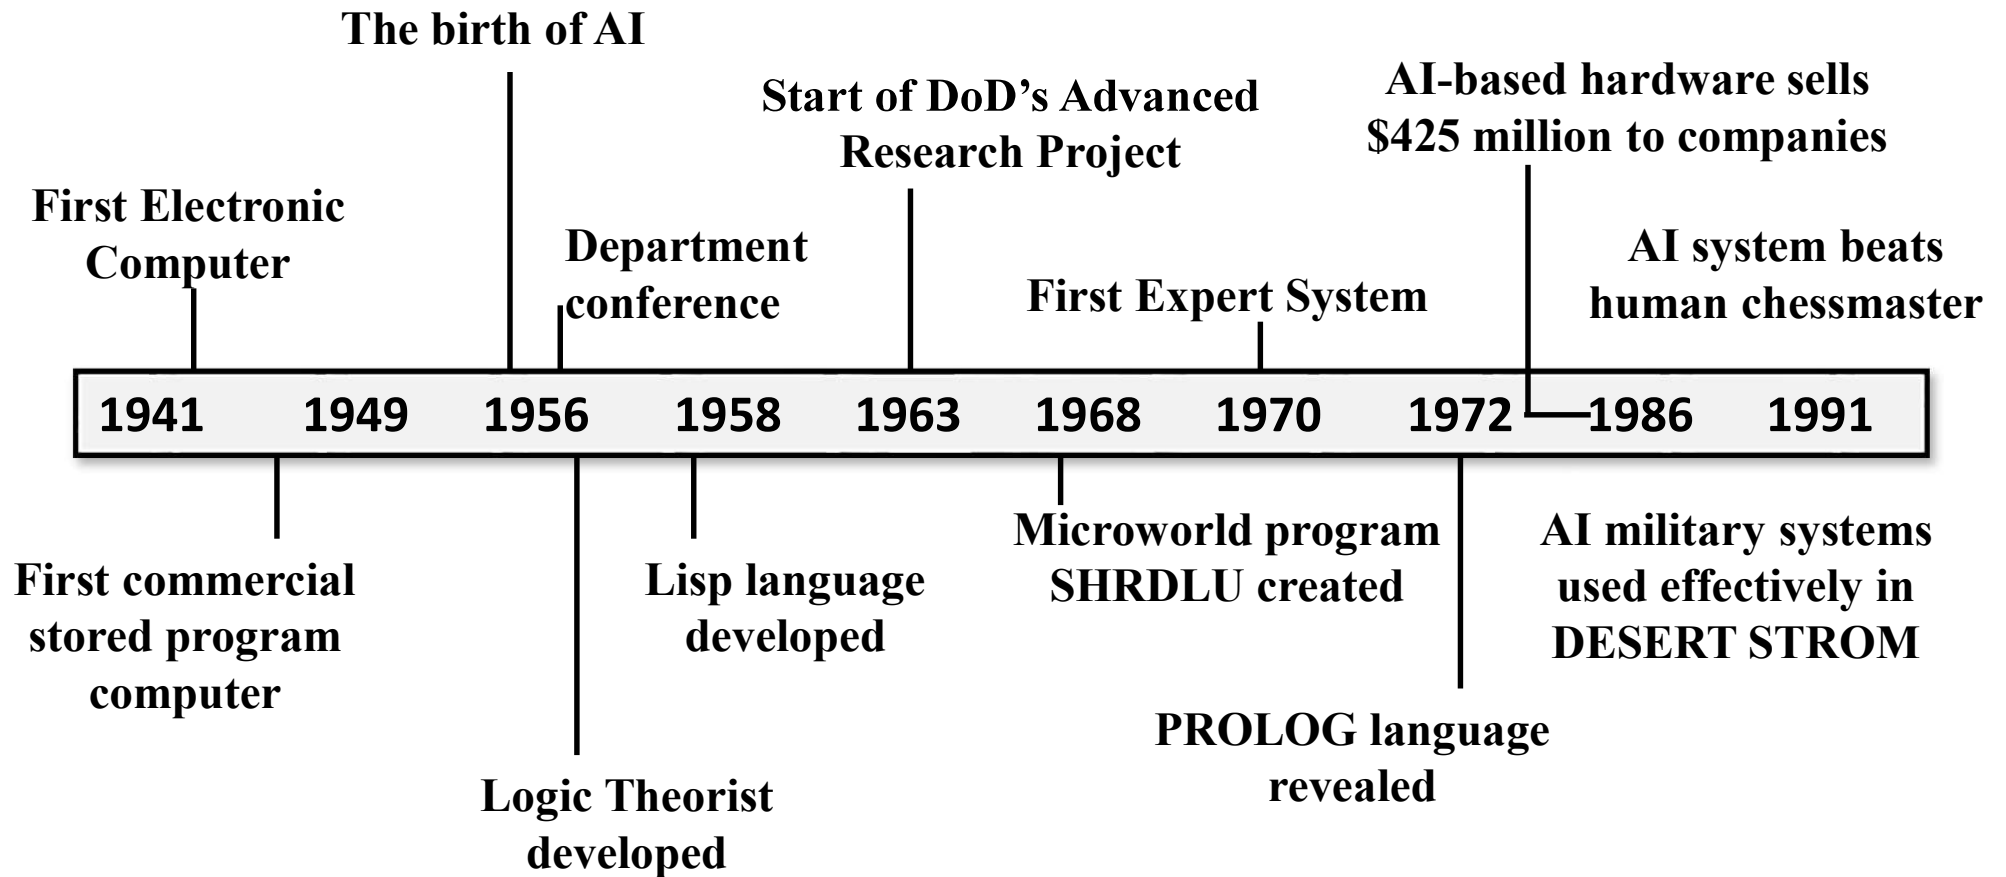 The birth of AI
Start of DoD’s Advanced
Research Project
AI-based hardware sells
$425 million to companies
First Electronic
Computer
Department
conference
First Expert System
AI system beats
human chessmaster
1941 1949 1956 1958 1963 1968 1970 1972 1986 1991
First commercial
stored program
computer
Logic Theorist
developed
Lisp language
developed
Microworld program
SHRDLU created
PROLOG language
revealed
AI military systems
used effectively in
DESERT STROM